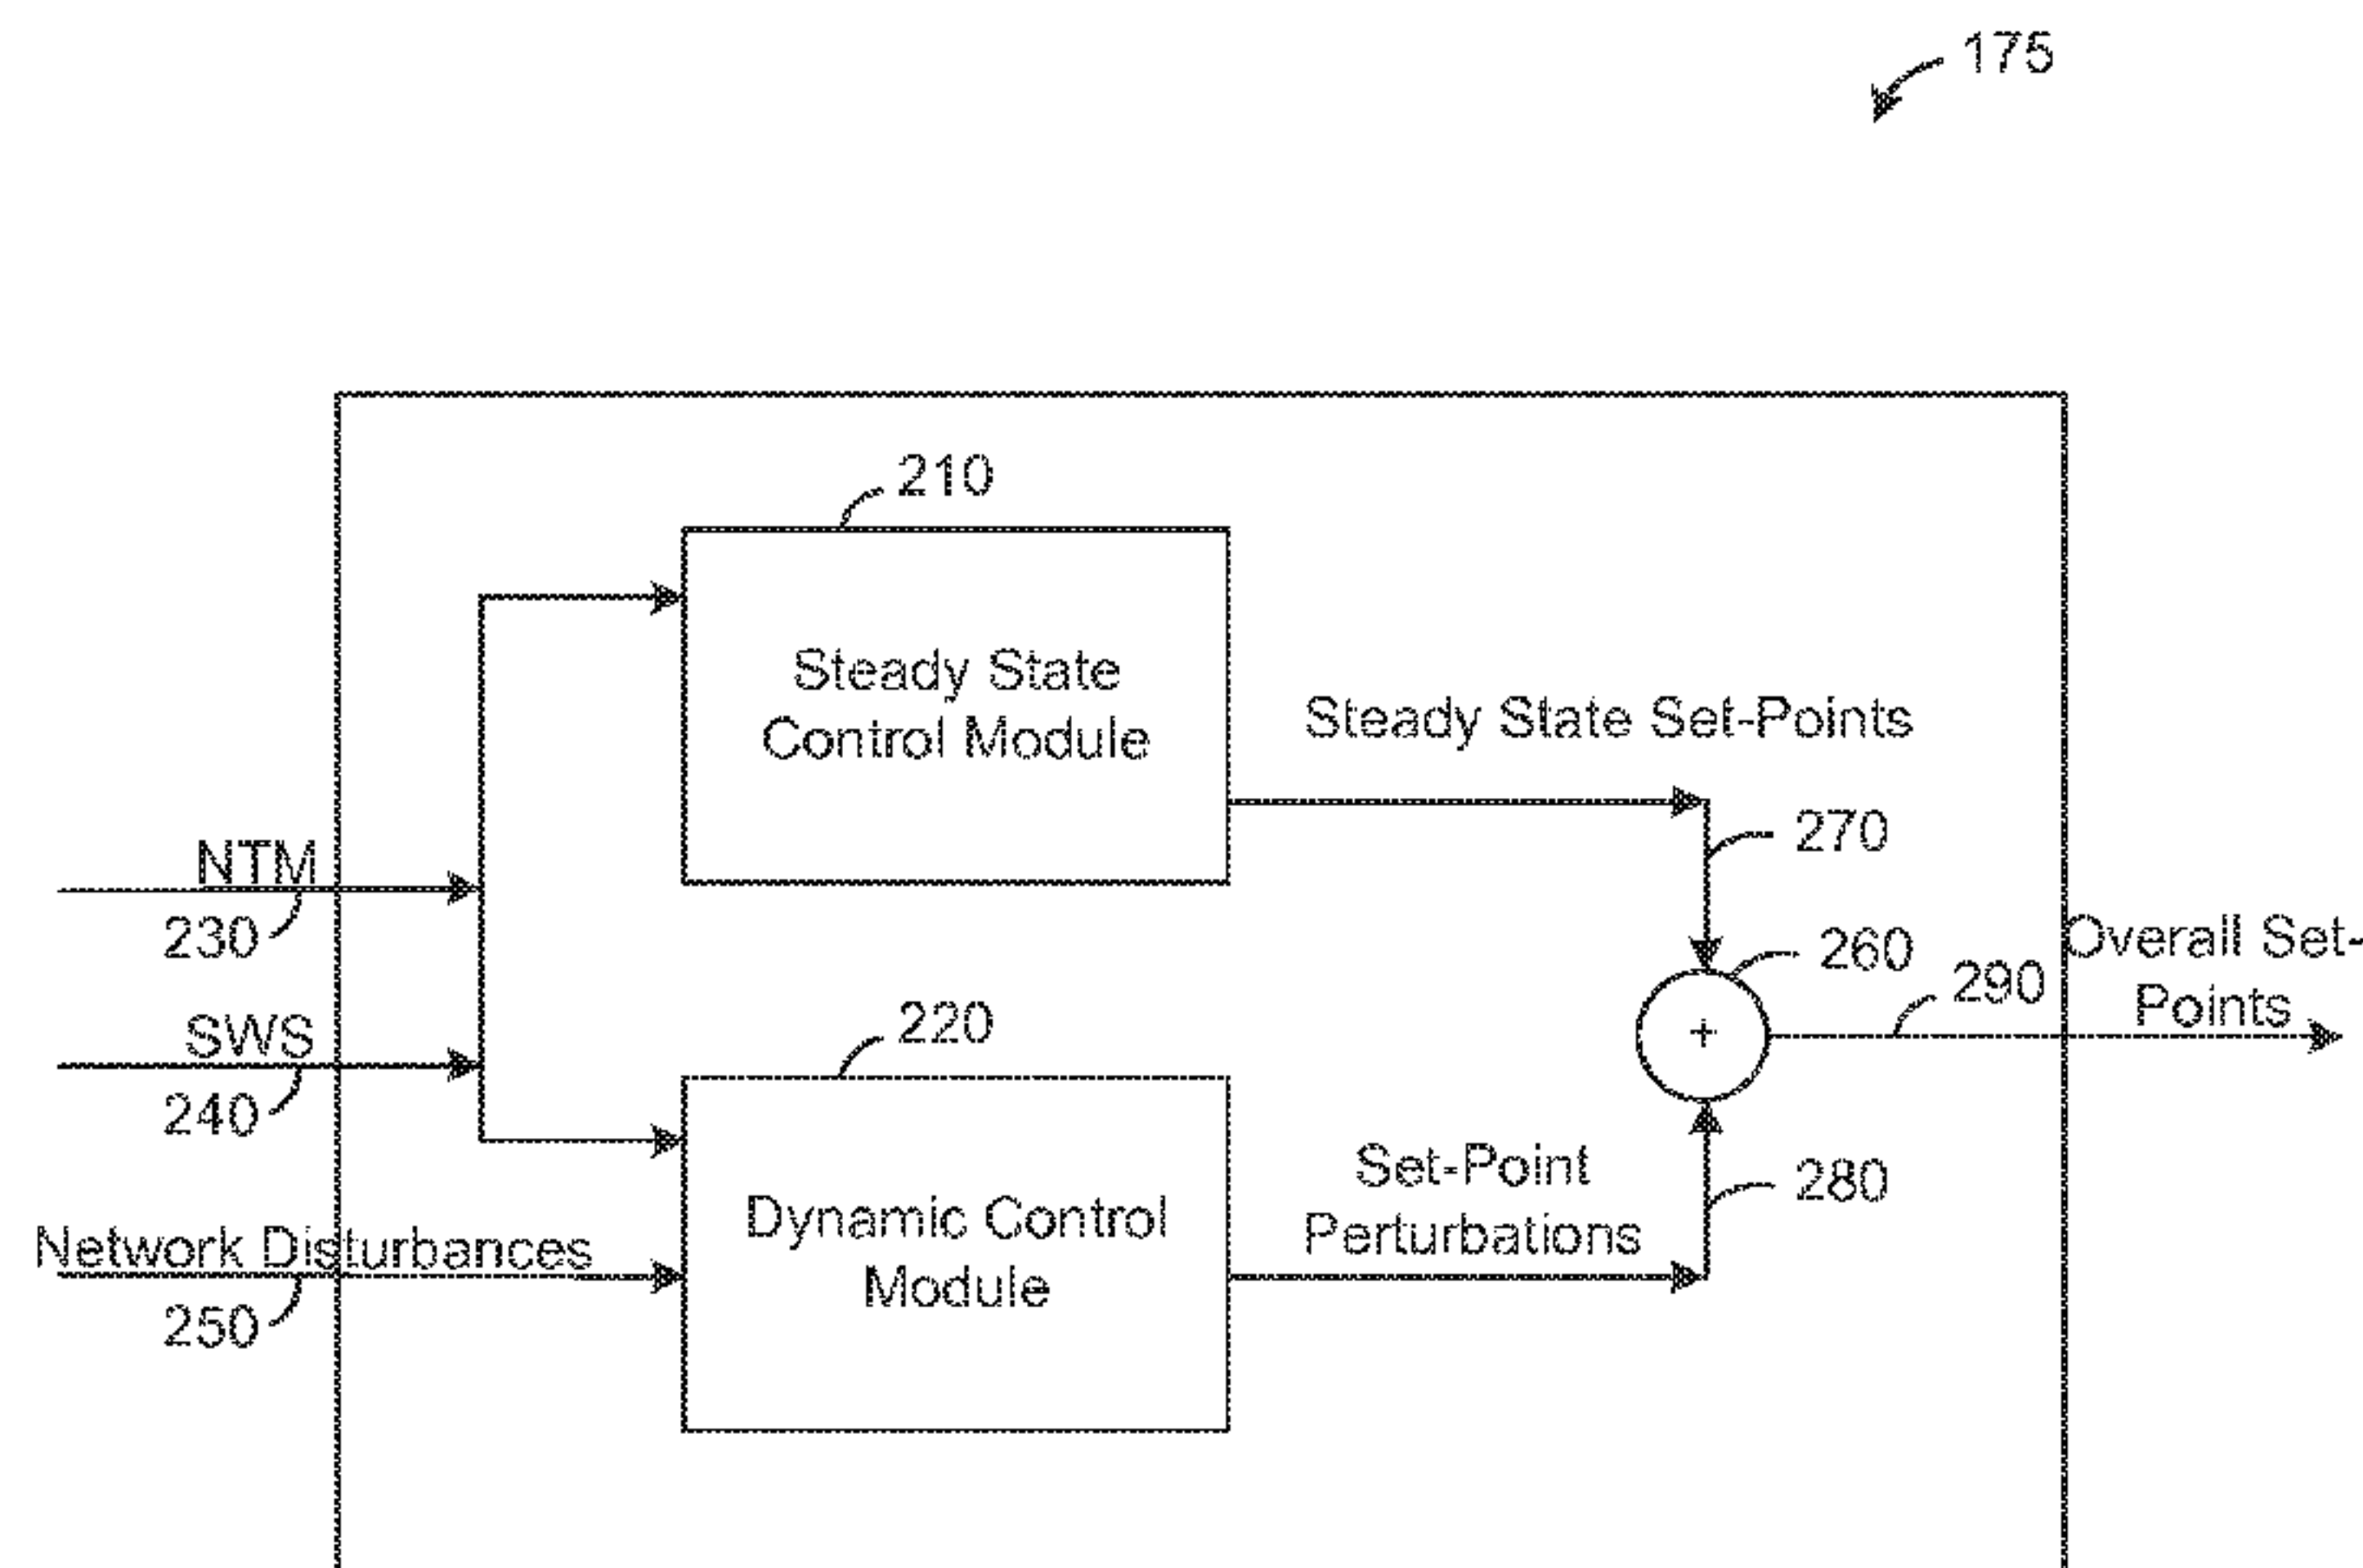 175
210
Steady State
Control Module
Steady State Set-Points
270
NTM
230
260
Overall Set-
Points
290
SWS
240
220
+
Set-Point
Perturbations
280
Network Disturbances
250
Dynamic Control
Module